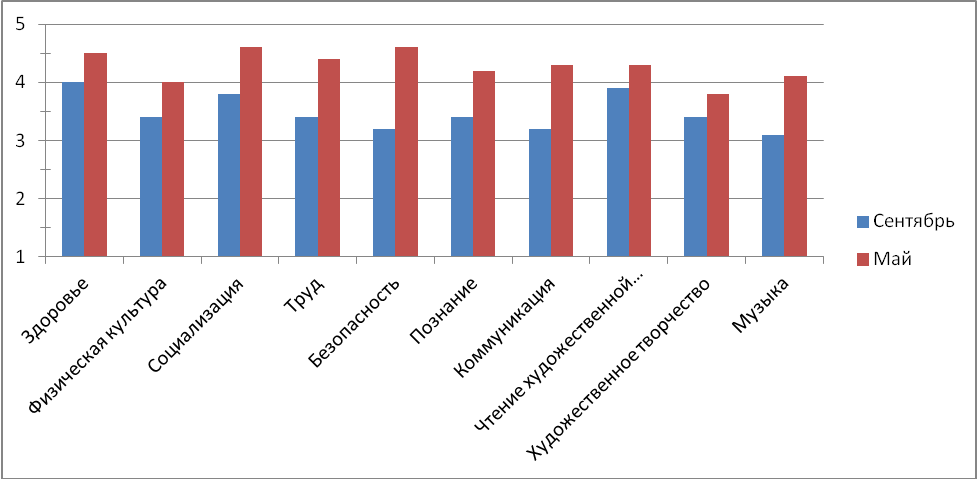 5
4
3
2
1
Здоровье
Физическая культура
Социализация
Труд
Безопасность
Познание
Коммуникация
Чтение художественной...
Художественное творчество
Музыка
Сентябрь
Май